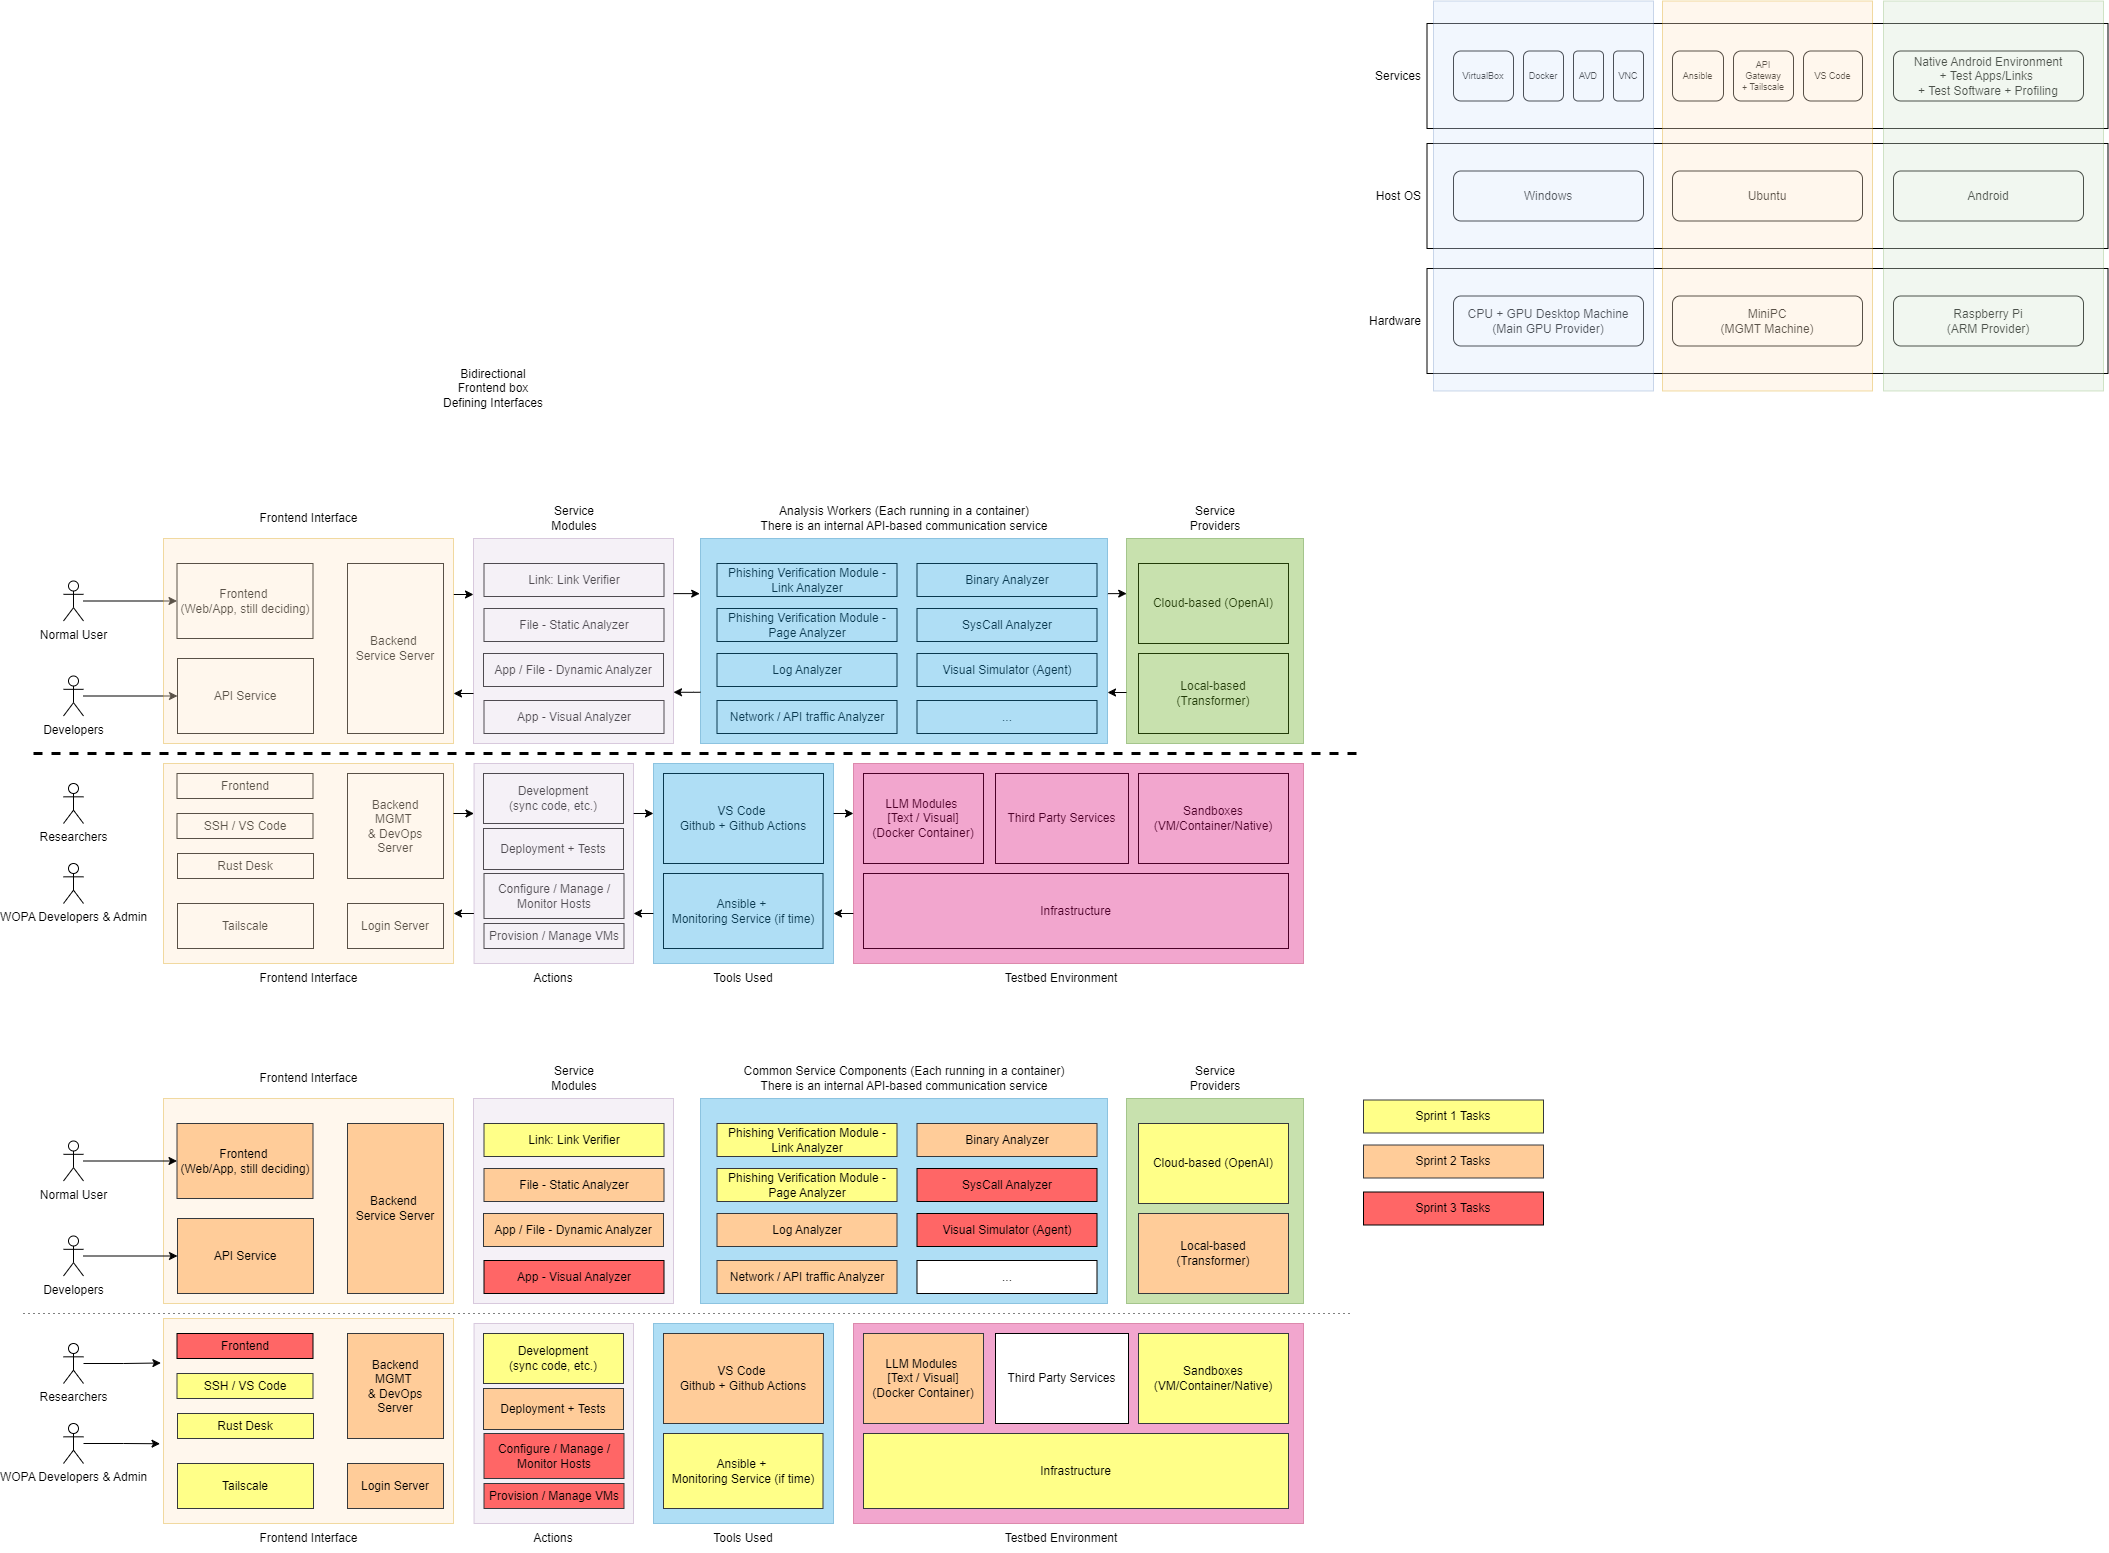 Services
VirtualBox
Docker
AVD
VNC
Ansible
API
Gateway
+ Tailscale
VS Code
Native Android Environment
+ Test Apps/Links
+ Test Software + Profiling
Host OS
Windows
Ubuntu
Android
Hardware
CPU + GPU Desktop Machine
(Main GPU Provider)
MiniPC
(MGMT Machine)
Raspberry Pi
(ARM Provider)
Bidirectional
Frontend box
Defining Interfaces
Frontend Interface
Service
Modules
Analysis Workers (Each running in a container)
There is an internal API-based communication service
Service
Providers
Normal User
Developers
Frontend
(Web/App, still deciding)
API Service
Backend
Service Server
Link: Link Verifier
File - Static Analyzer
App / File - Dynamic Analyzer
App - Visual Analyzer
Phishing Verification Module -
Link Analyzer
Phishing Verification Module -
Page Analyzer
Log Analyzer
Network / API traffic Analyzer
Binary Analyzer
SysCall Analyzer
Visual Simulator (Agent)
...
Cloud-based (OpenAI)
Local-based
(Transformer)
Researchers
WOPA Developers & Admin
Frontend
SSH / VS Code
Rust Desk
Tailscale
Backend
MGMT
& DevOps
Server
Login Server
Development
(sync code, etc.)
Deployment + Tests
Configure / Manage /
Monitor Hosts
Provision / Manage VMs
VS Code
Github + Github Actions
Ansible +
Monitoring Service (if time)
LLM Modules
[Text / Visual]
(Docker Container)
Third Party Services
Sandboxes
(VM/Container/Native)
Infrastructure
Frontend Interface
Actions
Tools Used
Testbed Environment
Frontend Interface
Service
Modules
Common Service Components (Each running in a container)
There is an internal API-based communication service
Service
Providers
Normal User
Developers
Frontend
(Web/App, still deciding)
API Service
Backend
Service Server
Link: Link Verifier
File - Static Analyzer
App / File - Dynamic Analyzer
App - Visual Analyzer
Phishing Verification Module -
Link Analyzer
Phishing Verification Module -
Page Analyzer
Log Analyzer
Network / API traffic Analyzer
Binary Analyzer
SysCall Analyzer
Visual Simulator (Agent)
...
Cloud-based (OpenAI)
Local-based
(Transformer)
Sprint 1 Tasks
Sprint 2 Tasks
Sprint 3 Tasks
Researchers
WOPA Developers & Admin
Frontend
SSH / VS Code
Rust Desk
Tailscale
Backend
MGMT
& DevOps
Server
Login Server
Development
(sync code, etc.)
Deployment + Tests
Configure / Manage /
Monitor Hosts
Provision / Manage VMs
VS Code
Github + Github Actions
Ansible +
Monitoring Service (if time)
LLM Modules
[Text / Visual]
(Docker Container)
Third Party Services
Sandboxes
(VM/Container/Native)
Infrastructure
Frontend Interface
Actions
Tools Used
Testbed Environment